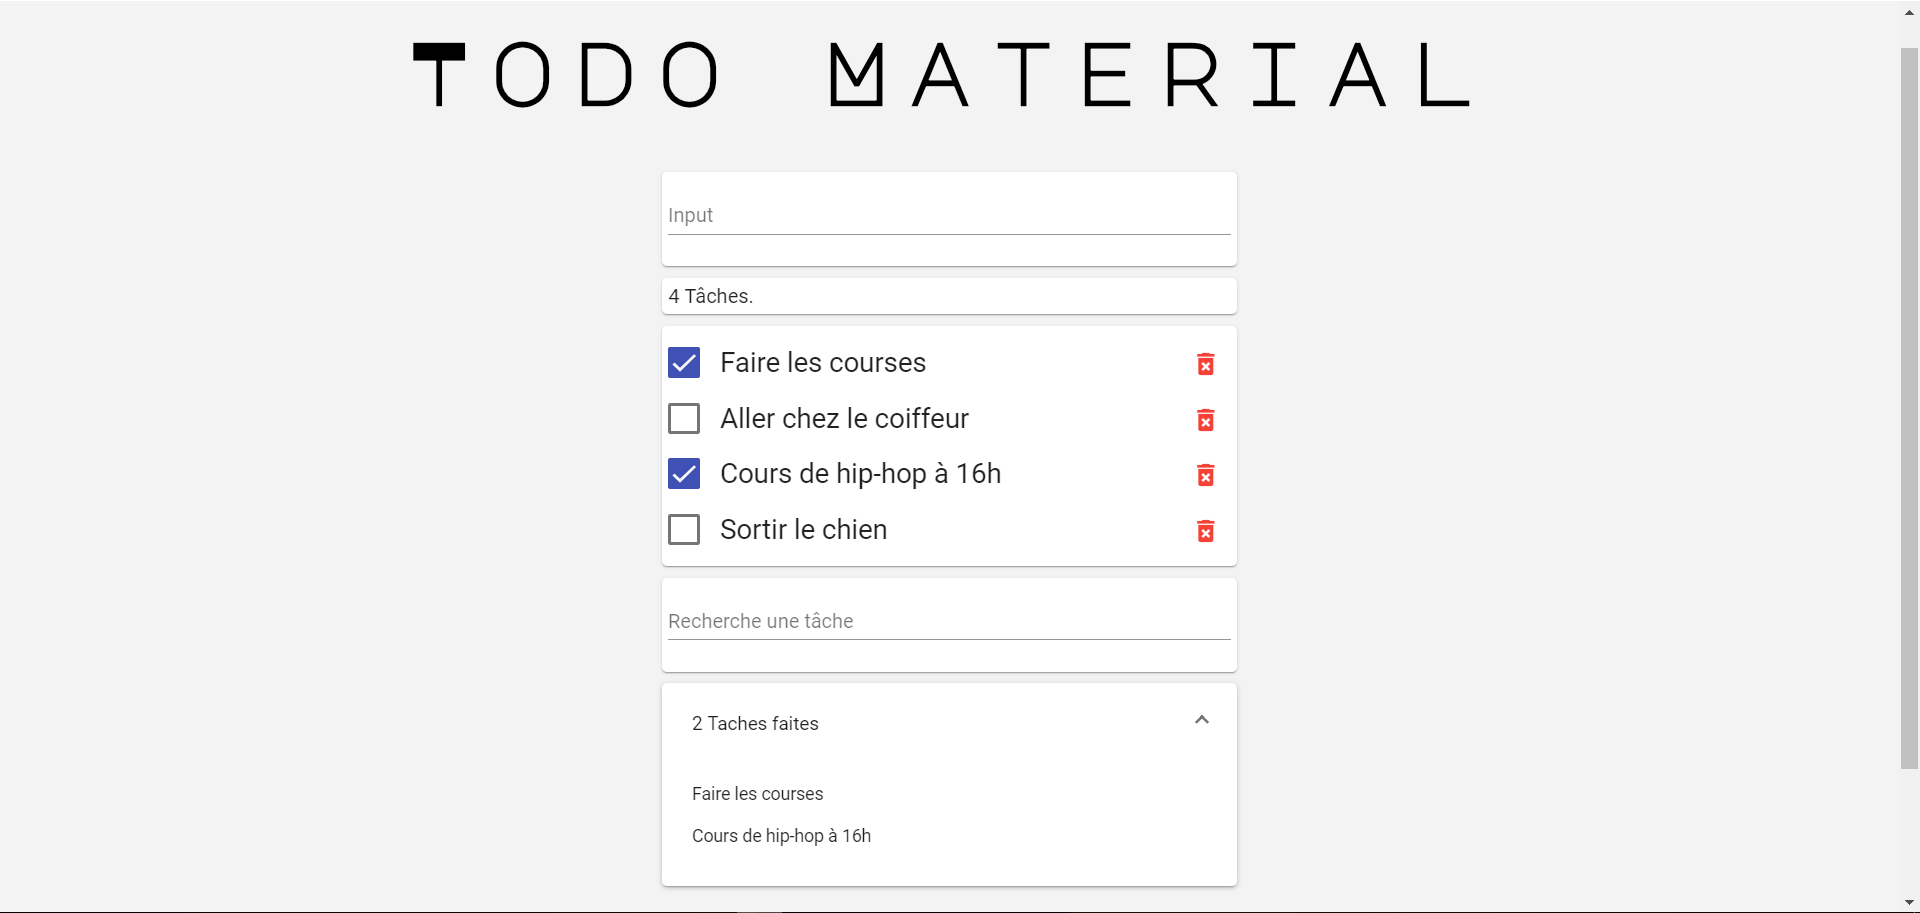 TODO MATERIAL
Input
4 Tâches.
Faire les courses
Aller chez le coiffeur
Cours de hip-hop à 16h
Sortir le chien
Recherche une tâche
2 Taches faites
Faire les courses
Cours de hip-hop à 16h